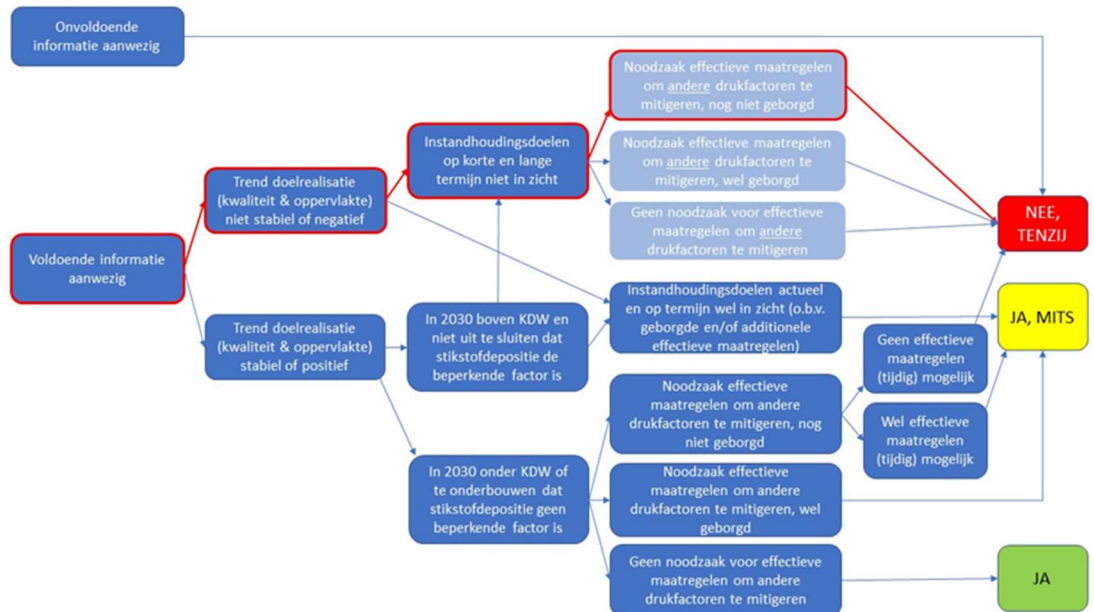 Onvoldoende
informatie aanwezig
Voldoende informatie
aanwezig
Trend doelrealisatie
(kwaliteit & oppervlakte)
niet stabiel of negatief
Trend doelrealisatie
(kwaliteit & oppervlakte)
stabiel of positief
Instandhoudingsdoelen
op korte en lange
termijn niet in zicht
In 2030 boven KDW en
niet uit te sluiten dat
stikstofdepositie de
beperkende factor is
In 2030 onder KDW of
te onderbouwen dat
stikstofdepositie geen
beperkende factor is
Noodzaak effectieve maatregelen
om andere drukfactoren te
mitigeren, nog niet geborgd
Noodzaak effectieve maatregelen
om andere drukfactoren te
mitigeren, wel geborgd
Geen noodzaak voor effectieve
maatregelen om andere
drukfactoren te mitigeren
Instandhoudingsdoelen actueel
en op termijn wel in zicht (o.b.v.
geborgde en/of additionele
effectieve maatregelen)
Noodzaak effectieve
maatregelen om andere
drukfactoren te mitigeren, nog
niet geborgd
Noodzaak effectieve
maatregelen om andere
drukfactoren te mitigeren, wel
geborgd
Geen noodzaak voor effectieve
maatregelen om andere
drukfactoren te mitigeren
Geen effectieve
maatregelen
(tijdig) mogelijk
Wel effectieve
maatregelen
(tijdig) mogelijk
NEE,
TENZIJ
JA, MITS
JA